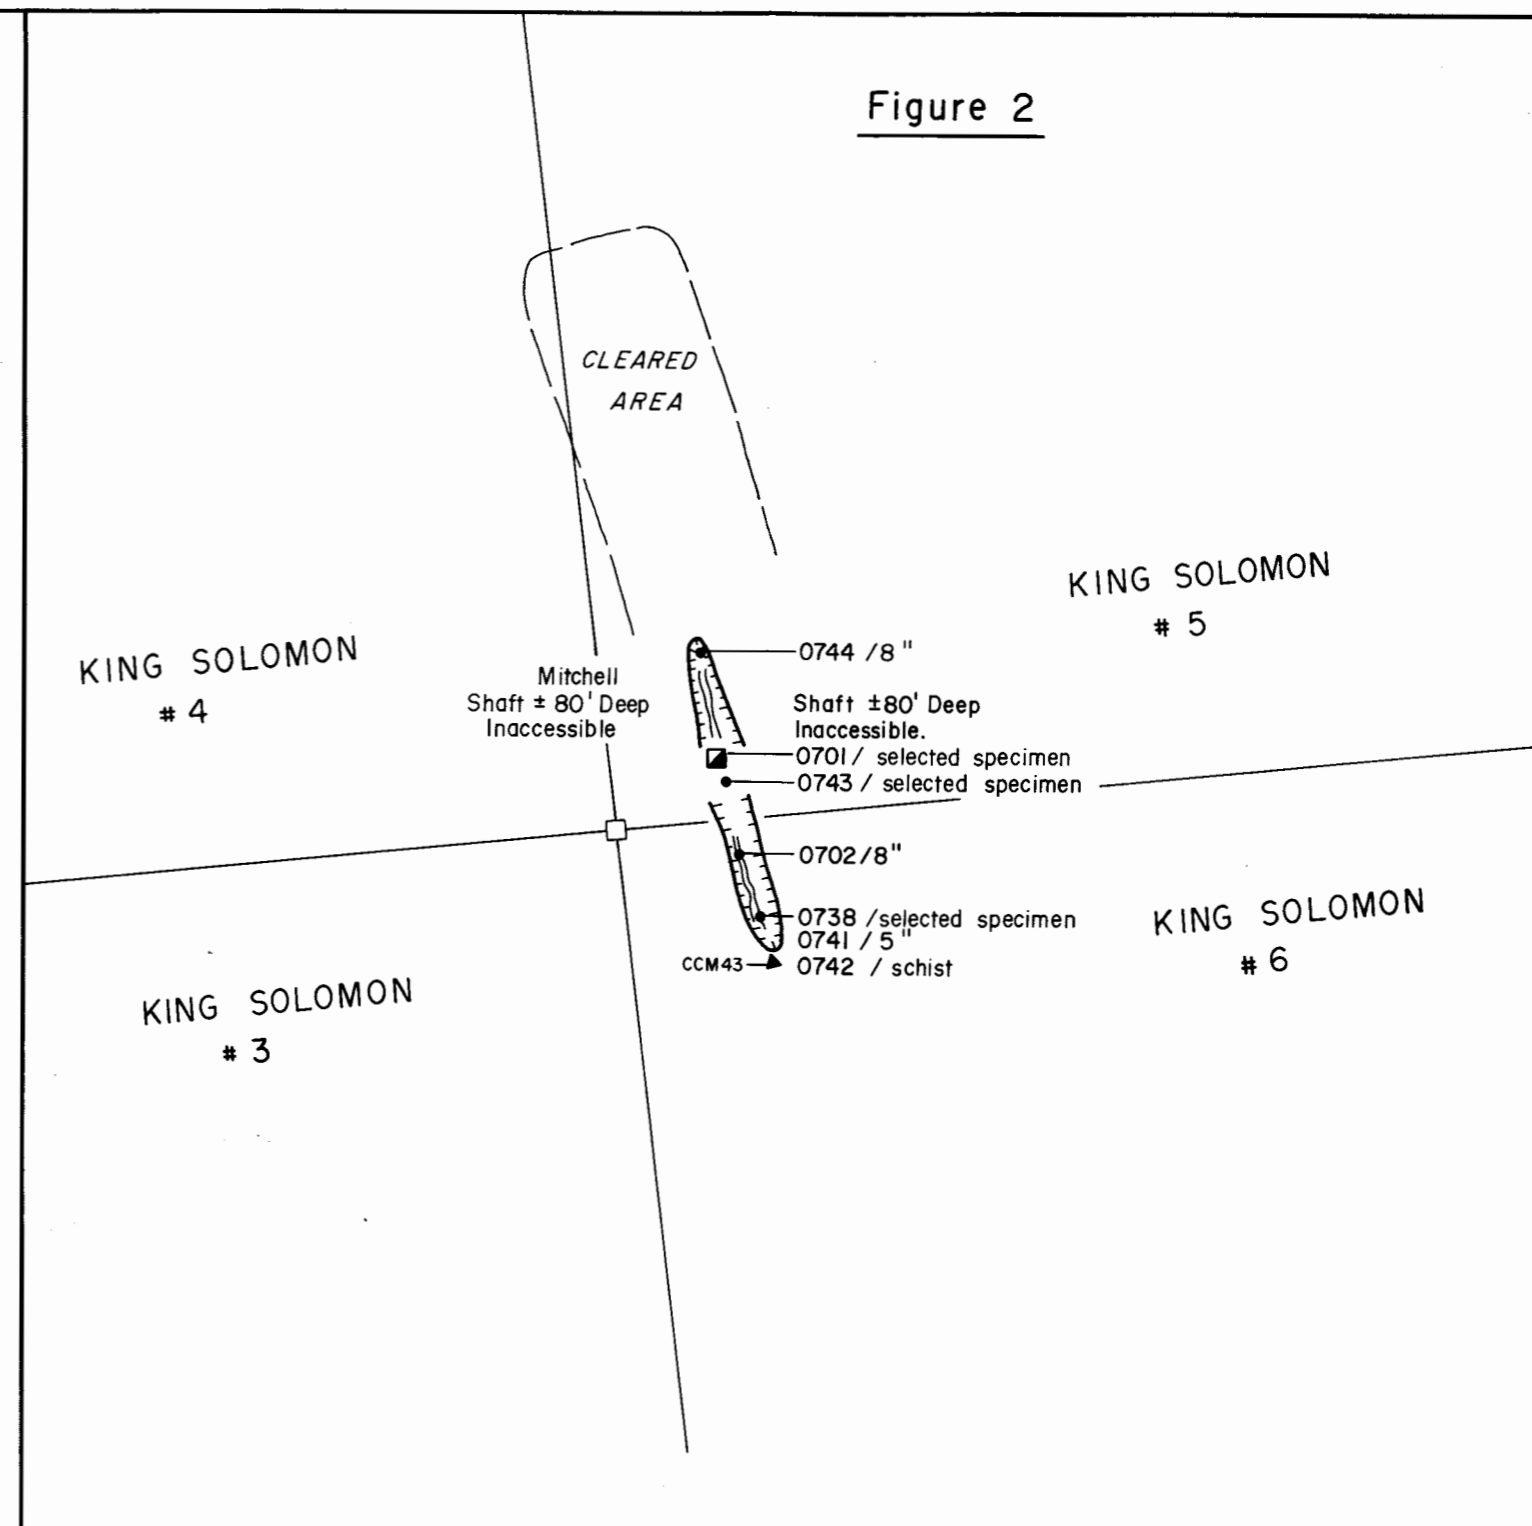 Figure 2
CLEARED
AREA
KING SOLOMON
# 5
KING SOLOMON
# 4
Mitchell
Shaft ± 80' Deep
Inaccessible
0744 /8"
Shaft ±80' Deep
Inaccessible.
0701/ selected specimen
0743 / selected specimen
0702/8"
0738 /selected specimen
0741 / 5"
CCM43
0742 / schist
KING SOLOMON
# 6
KING SOLOMON
# 3